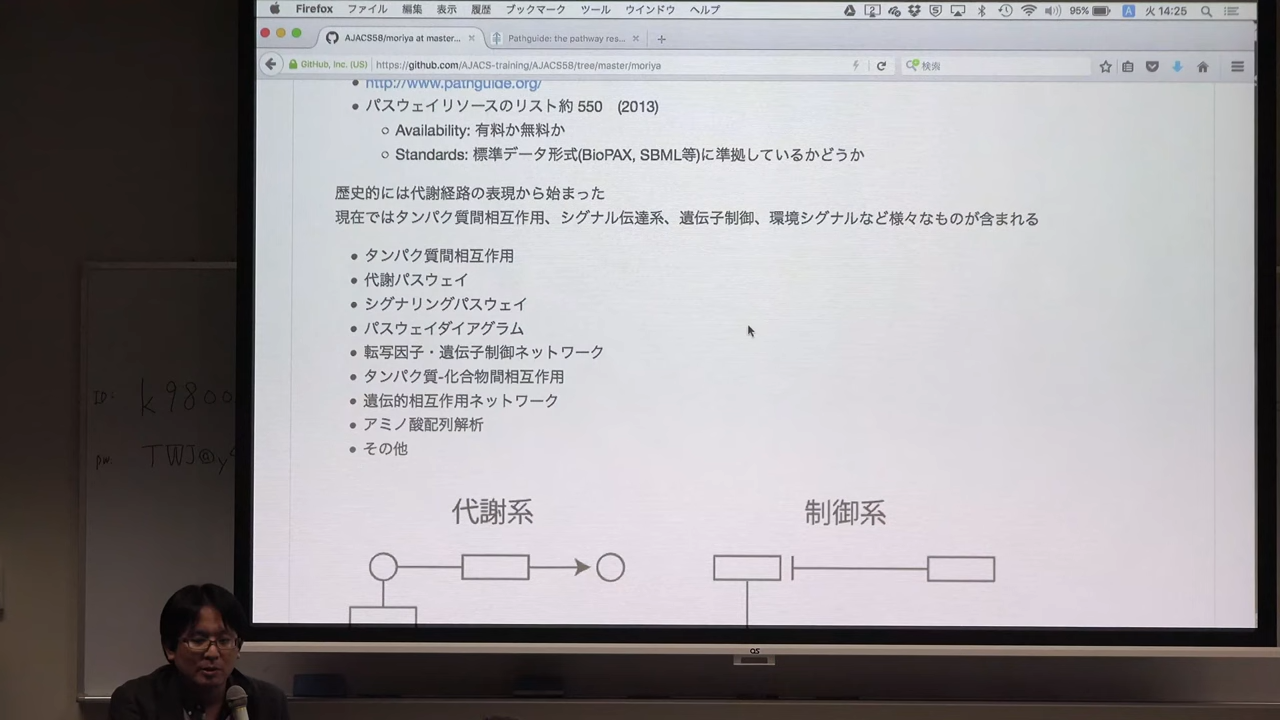 Firefox ファイル 編集 表示 履歴 ブックマーク ツール ウインドウ ヘルプ 95% A 火 14:25
AJACS58/moriya at master... × Pathguide: the pathway res... × +
GitHub, Inc. (US) https://github.com/AJACS-training/AJACS58/tree/master/moriya 検索
http://www.pathguide.org/
パスウェイリソースのリスト約 550 (2013)
Availability: 有料か無料か
Standards: 標準データ形式(BioPAX, SBML等)に準拠しているかどうか
歴史的には代謝経路の表現から始まった
現在ではタンパク質間相互作用、シグナル伝達系、遺伝子制御、環境シグナルなど様々なものが含まれる
タンパク質間相互作用
代謝パスウェイ
シグナリングパスウェイ
パスウェイダイアグラム
転写因子・遺伝子制御ネットワーク
タンパク質-化合物間相互作用
遺伝的相互作用ネットワーク
アミノ酸配列解析
その他
代謝系 制御系
ID: k9800
pw: TWJ@y